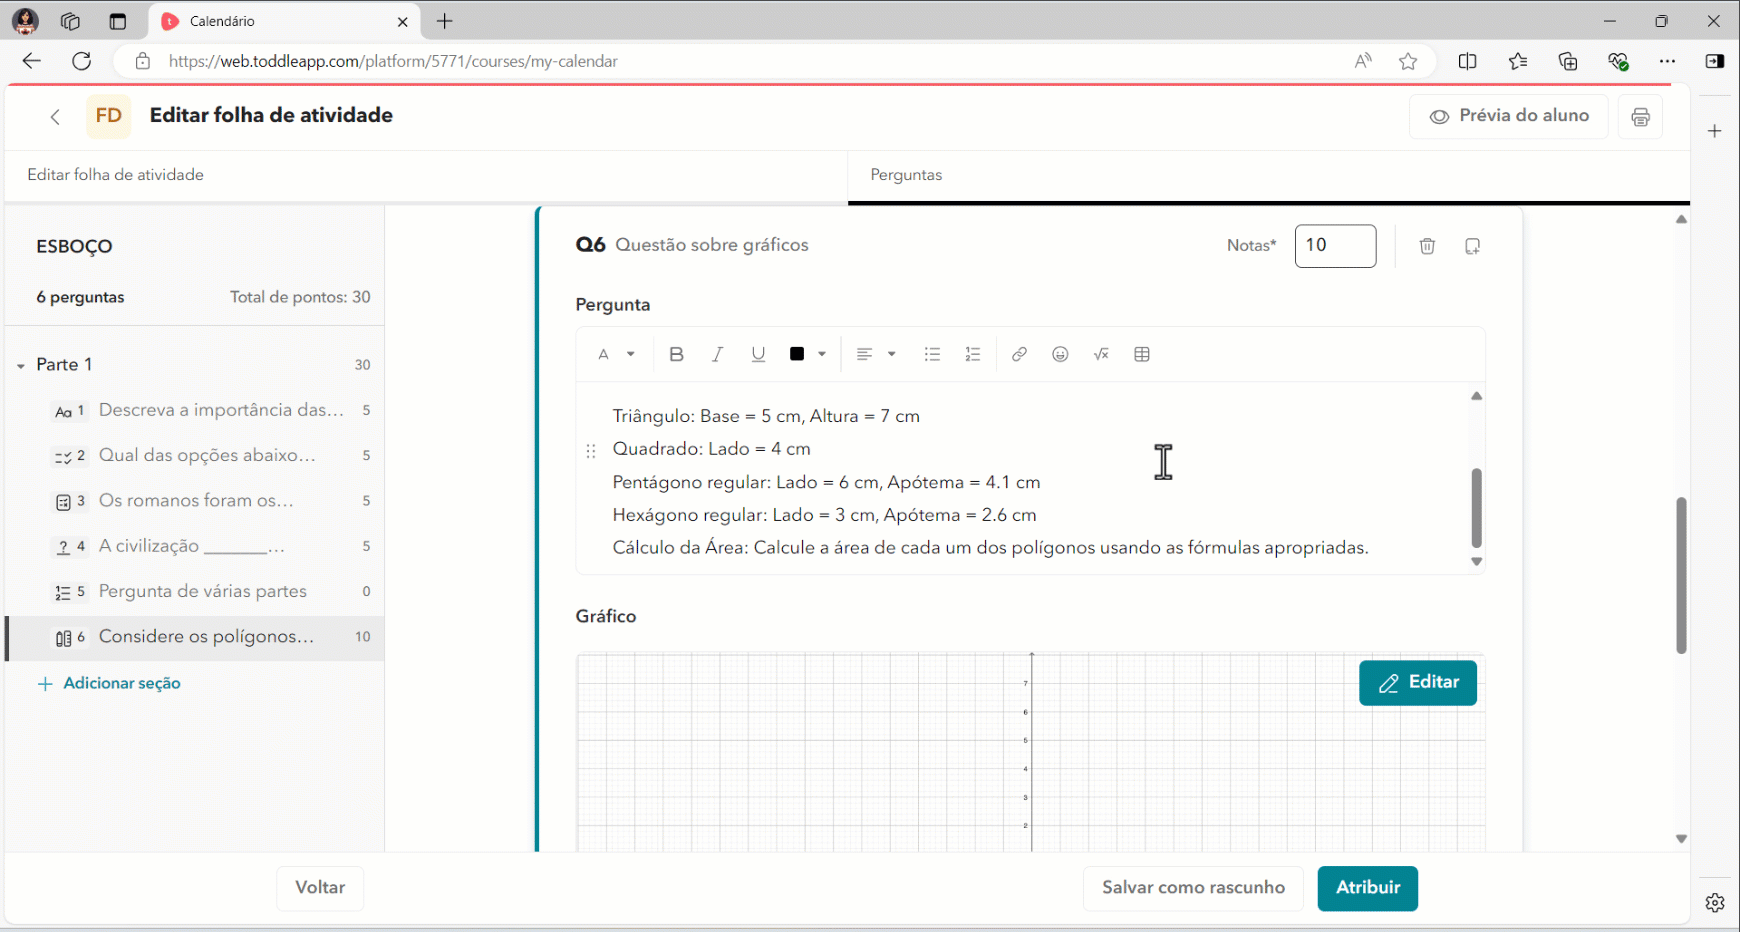 Calendário
https://web.toddleapp.com/platform/5771/courses/my-calendar
FD Editar folha de atividade
Prévia do aluno
Editar folha de atividade
Perguntas
ESBOÇO
6 perguntas Total de pontos: 30
Parte 1 30
Aa 1 Descreva a importância das... 5
2 Qual das opções abaixo... 5
3 Os romanos foram os... 5
? 4 A civilização ________... 5
5 Pergunta de várias partes 0
6 Considere os polígonos... 10
+ Adicionar seção
Q6 Questão sobre gráficos
Notas* 10
Pergunta
A B I U √x
Triângulo: Base = 5 cm, Altura = 7 cm
Quadrado: Lado = 4 cm
Pentágono regular: Lado = 6 cm, Apótema = 4.1 cm
Hexágono regular: Lado = 3 cm, Apótema = 2.6 cm
Cálculo da Área: Calcule a área de cada um dos polígonos usando as fórmulas apropriadas.
Gráfico
Editar
7
6
5
4
3
2
Voltar
Salvar como rascunho
Atribuir